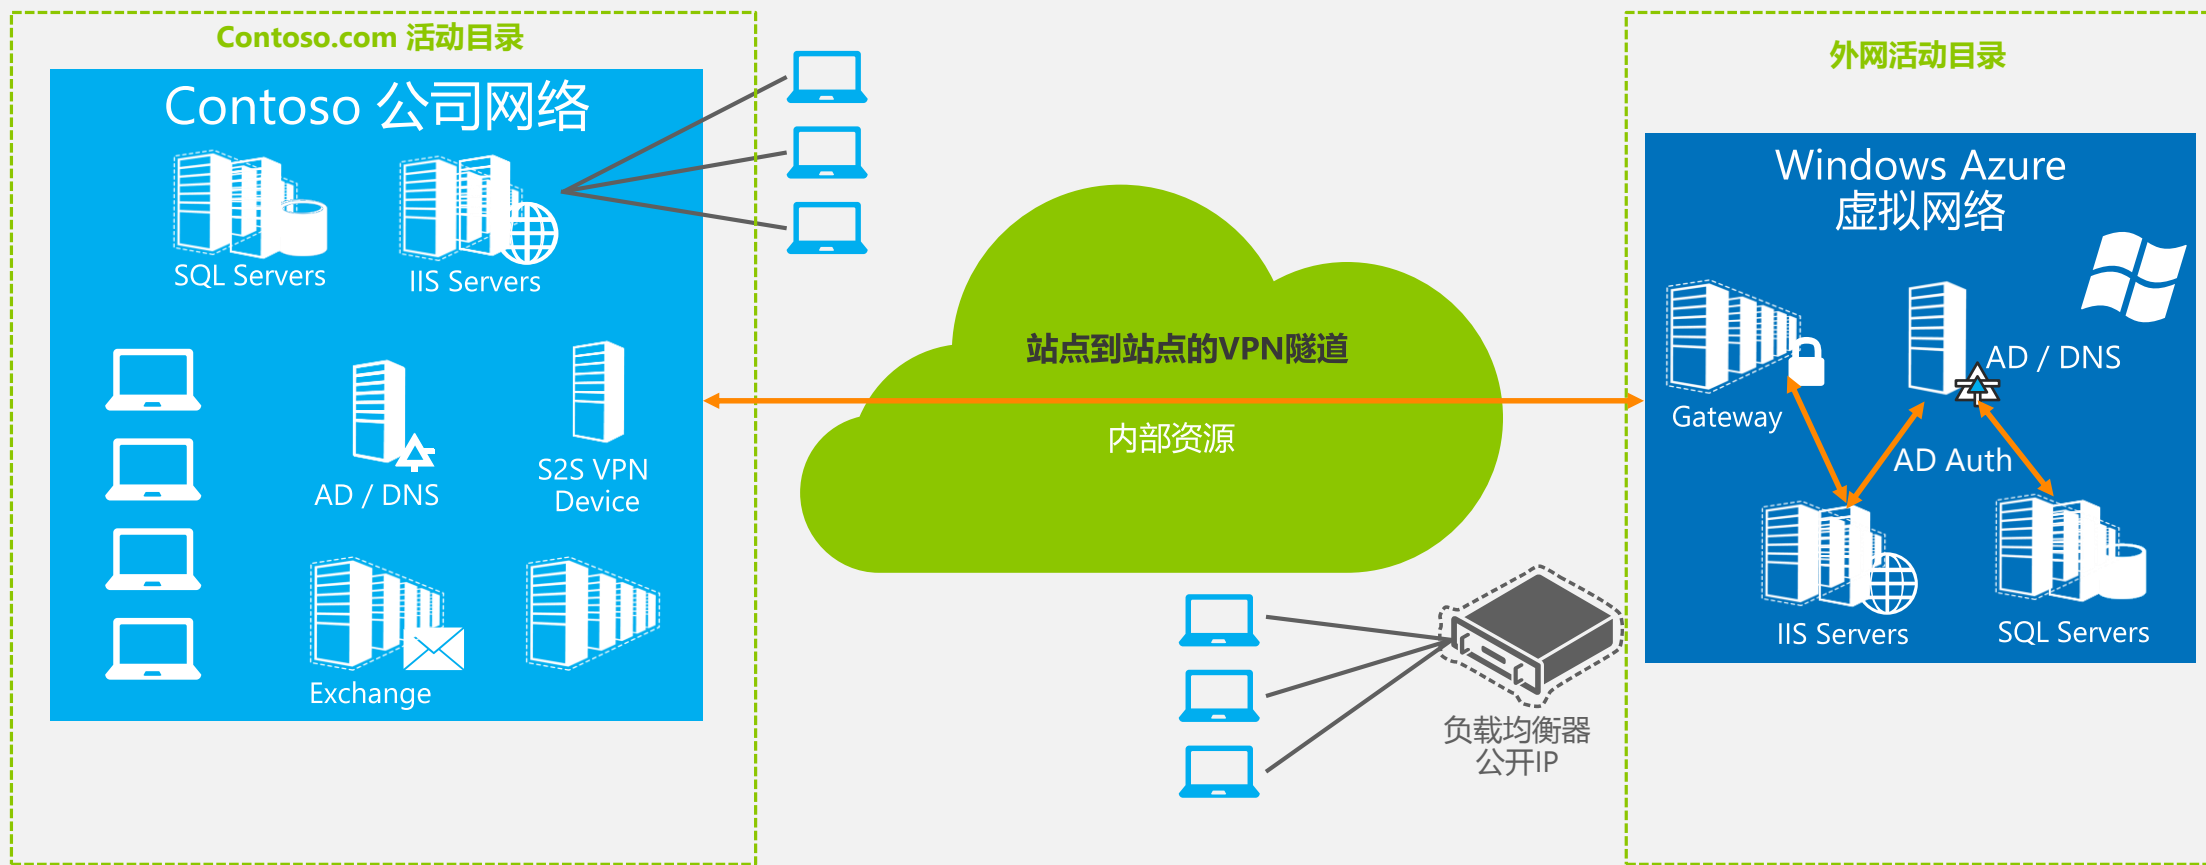 Contoso.com 活动目录
Contoso 公司网络
SQL Servers
IIS Servers
AD / DNS
S2S VPN
Device
Exchange
站点到站点的VPN隧道
内部资源
负载均衡器
公开IP
外网活动目录
Windows Azure
虚拟网络
Gateway
AD / DNS
AD Auth
IIS Servers
SQL Servers